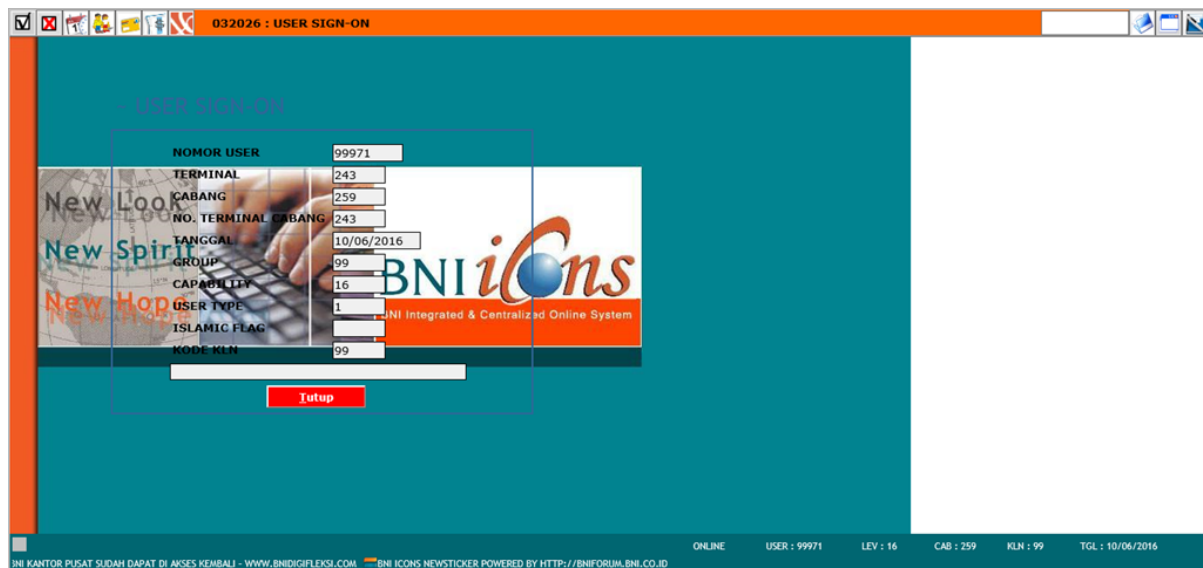 032026 : USER SIGN-ON
- USER SIGN-ON
NOMOR USER 99971
TERMINAL 243
CABANG 259
NO. TERMINAL CABANG 243
TANGGAL 10/06/2016
GROUP 99
CAPABILITY 16
USER TYPE 1
ISLAMIC FLAG
KODE KLN 99
Tutup
New Look
New Spirit
New Hope
BNI iCons
BNI Integrated & Centralized Online System
ONLINE USER : 99971 LEV : 16 CAB : 259 KLN : 99 TGL : 10/06/2016
BNI KANTOR PUSAT SUDAH DAPAT DI AKSES KEMBALI - WWW.BNIDIGIFLEKSI.COM BNI ICONS NEWSTICKER POWERED BY HTTP://BNIFORUM.BNI.CO.ID